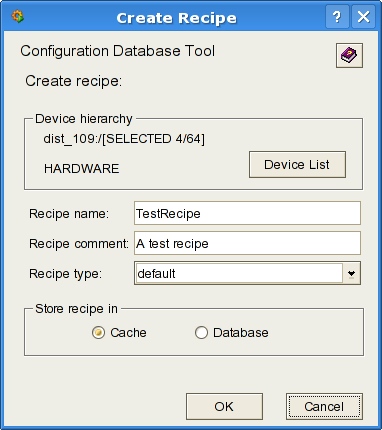 Create Recipe
Configuration Database Tool
Create recipe:
Device hierarchy
dist_109:/[SELECTED 4/64]
HARDWARE
Device List
Recipe name: TestRecipe
Recipe comment: A test recipe
Recipe type: default
Store recipe in
Cache Database
OK Cancel